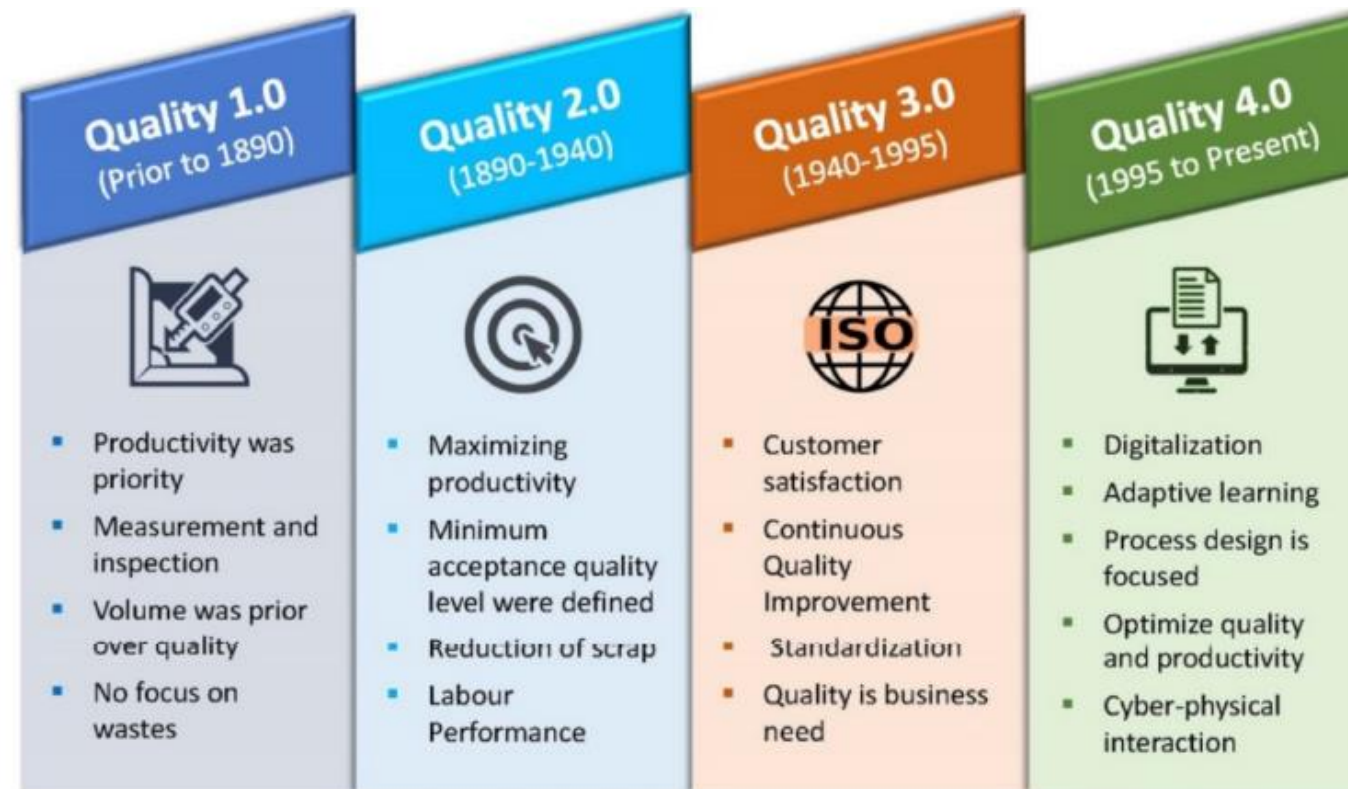 Quality 1.0
(Prior to 1890)
▪ Productivity was
priority
▪ Measurement and
inspection
▪ Volume was prior
over quality
▪ No focus on
wastes
Quality 2.0
(1890-1940)
▪ Maximizing
productivity
▪ Minimum
acceptance quality
level were defined
▪ Reduction of scrap
▪ Labour
Performance
Quality 3.0
(1940-1995)
ISO
▪ Customer
satisfaction
▪ Continuous
Quality
Improvement
▪ Standardization
▪ Quality is business
need
Quality 4.0
(1995 to Present)
▪ Digitalization
▪ Adaptive learning
▪ Process design is
focused
▪ Optimize quality
and productivity
▪ Cyber-physical
interaction